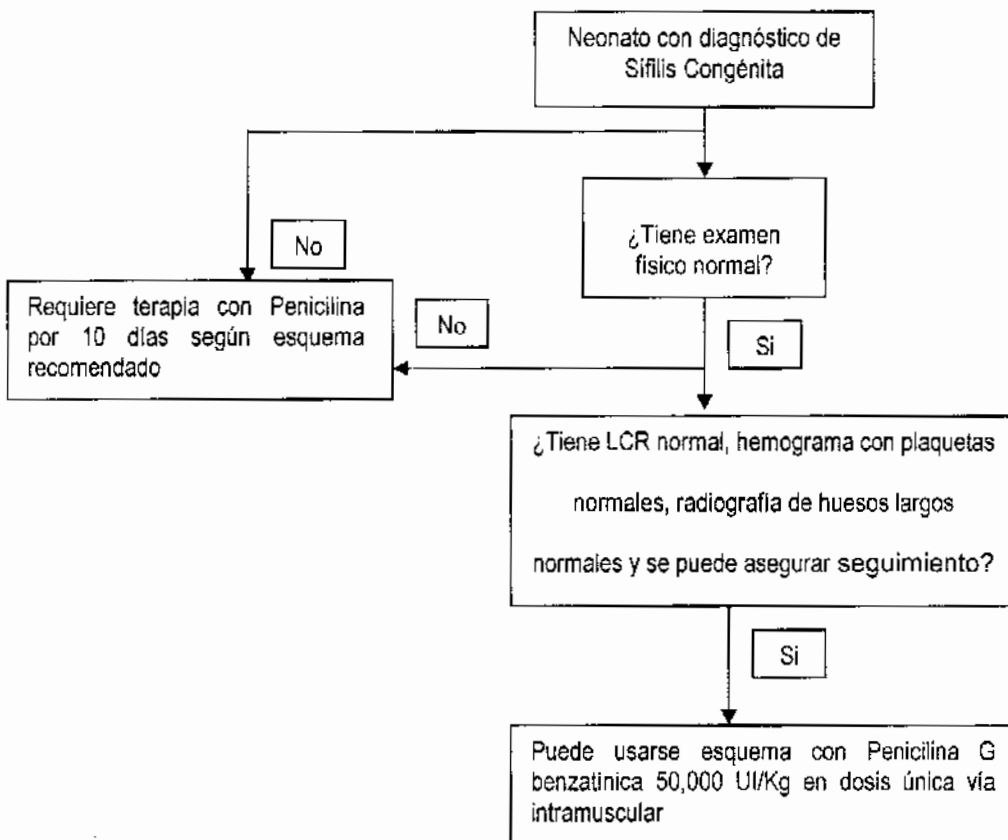 Neonato con diagnóstico de
Sífilis Congénita
¿Tiene examen
físico normal?
No
Requiere terapia con Penicilina
por 10 días según esquema
recomendado
No
Si
¿Tiene LCR normal, hemograma con plaquetas
normales, radiografía de huesos largos
normales y se puede asegurar seguimiento?
Si
Puede usarse esquema con Penicilina G
benzatínica 50,000 UI/Kg en dosis única vía
intramuscular